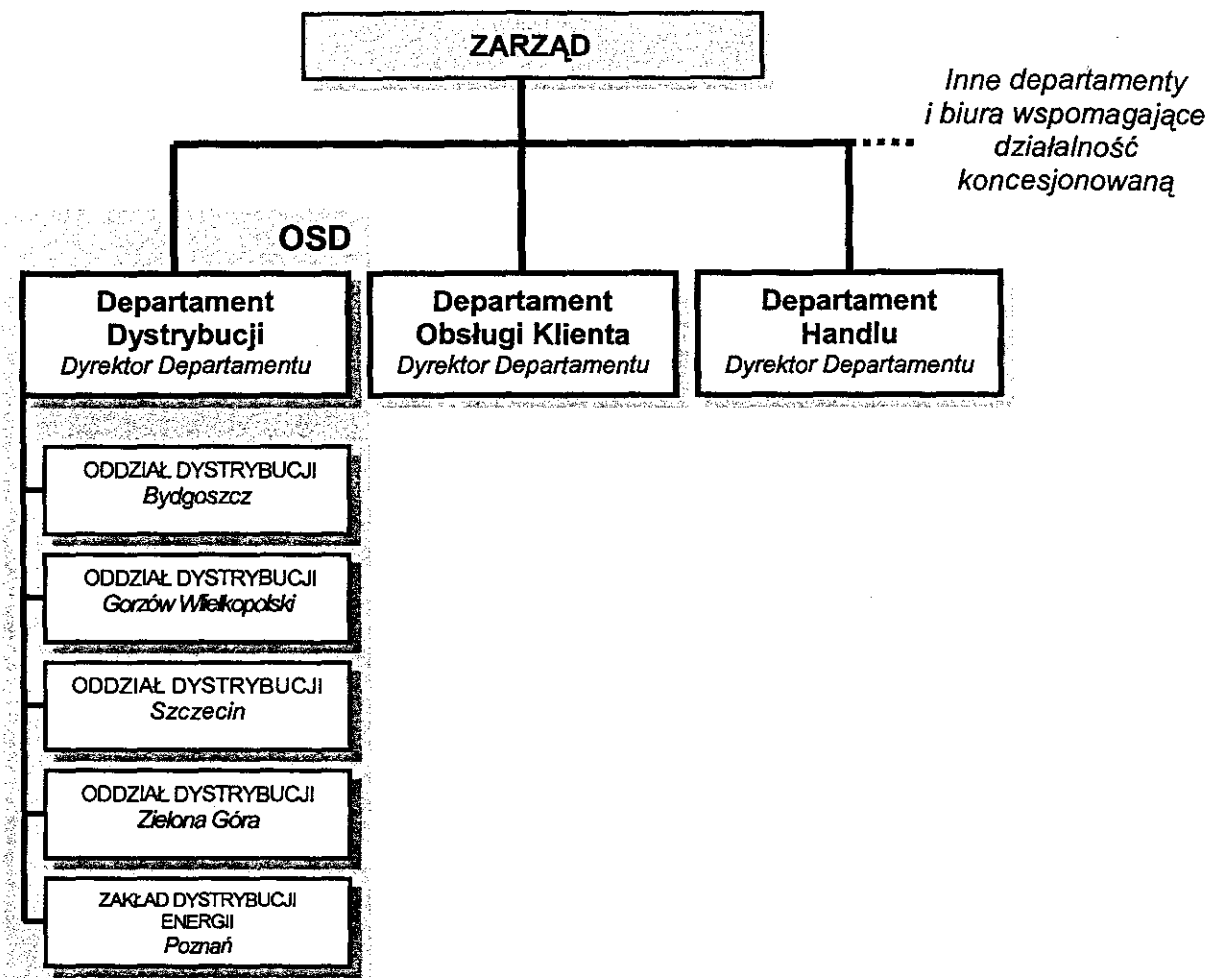 ZARZĄD
Inne departamenty
i biura wspomagające
działalność
koncesjonowaną
OSD
Departament
Dystrybucji
Dyrektor Departamentu
Departament
Obsługi Klienta
Dyrektor Departamentu
Departament
Handlu
Dyrektor Departamentu
ODDZIAŁ DYSTRYBUCJI
Bydgoszcz
ODDZIAŁ DYSTRYBUCJI
Gorzów Wielkopolski
ODDZIAŁ DYSTRYBUCJI
Szczecin
ODDZIAŁ DYSTRYBUCJI
Zielona Góra
ZAKŁAD DYSTRYBUCJI
ENERGII
Poznań